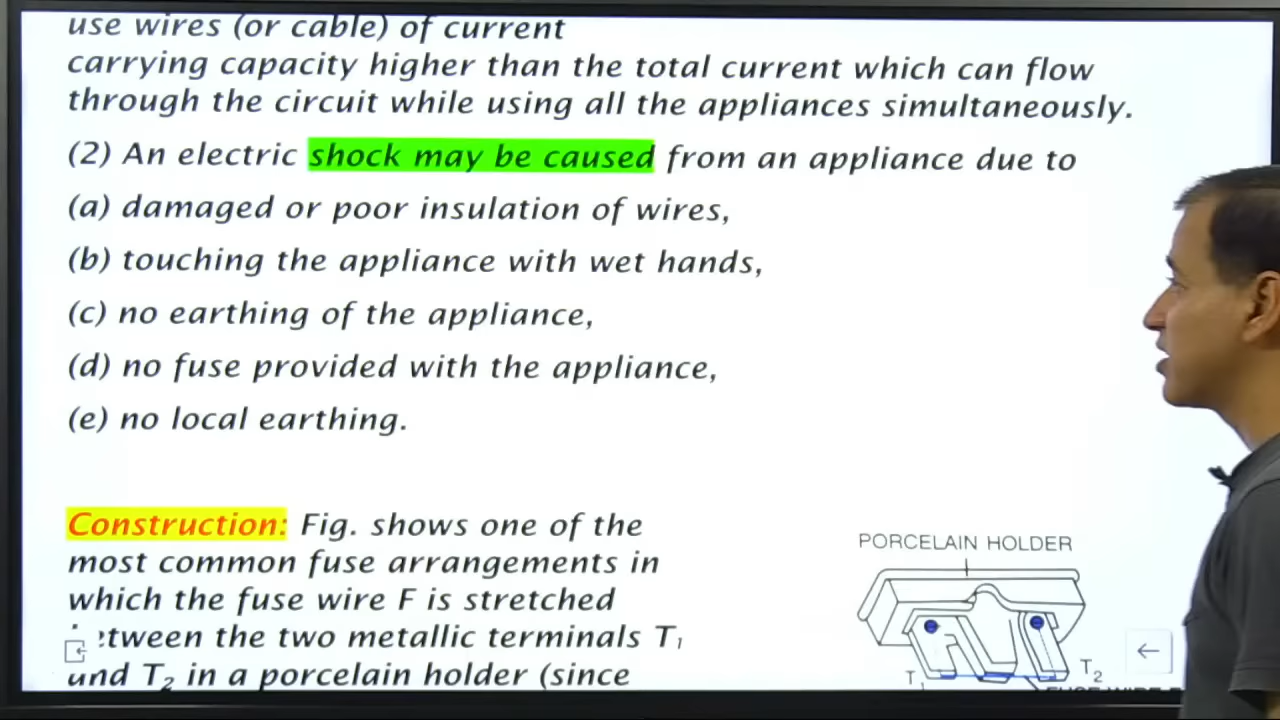 use wires (or cable) of current
carrying capacity higher than the total current which can flow
through the circuit while using all the appliances simultaneously.
(2) An electric shock may be caused from an appliance due to
(a) damaged or poor insulation of wires,
(b) touching the appliance with wet hands,
(c) no earthing of the appliance,
(d) no fuse provided with the appliance,
(e) no local earthing.
Construction: Fig. shows one of the
most common fuse arrangements in
which the fuse wire F is stretched
etween the two metallic terminals T₁
and T₂ in a porcelain holder (since
PORCELAIN HOLDER
T₁
T₂
FUSE WIRE F